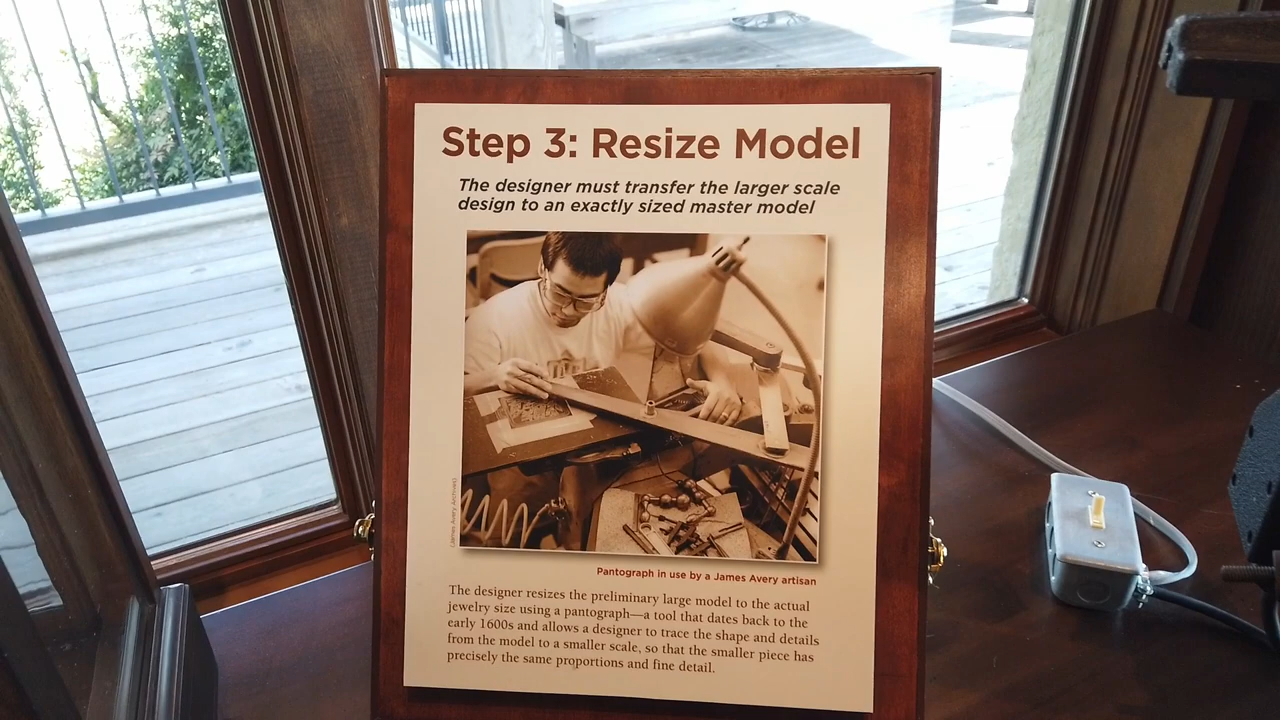 Step 3: Resize Model
The designer must transfer the larger scale
design to an exactly sized master model
(James Avery Archives)
Pantograph in use by a James Avery artisan
The designer resizes the preliminary large model to the actual
jewelry size using a pantograph—a tool that dates back to the
early 1600s and allows a designer to trace the shape and details
from the model to a smaller scale, so that the smaller piece has
precisely the same proportions and fine detail.